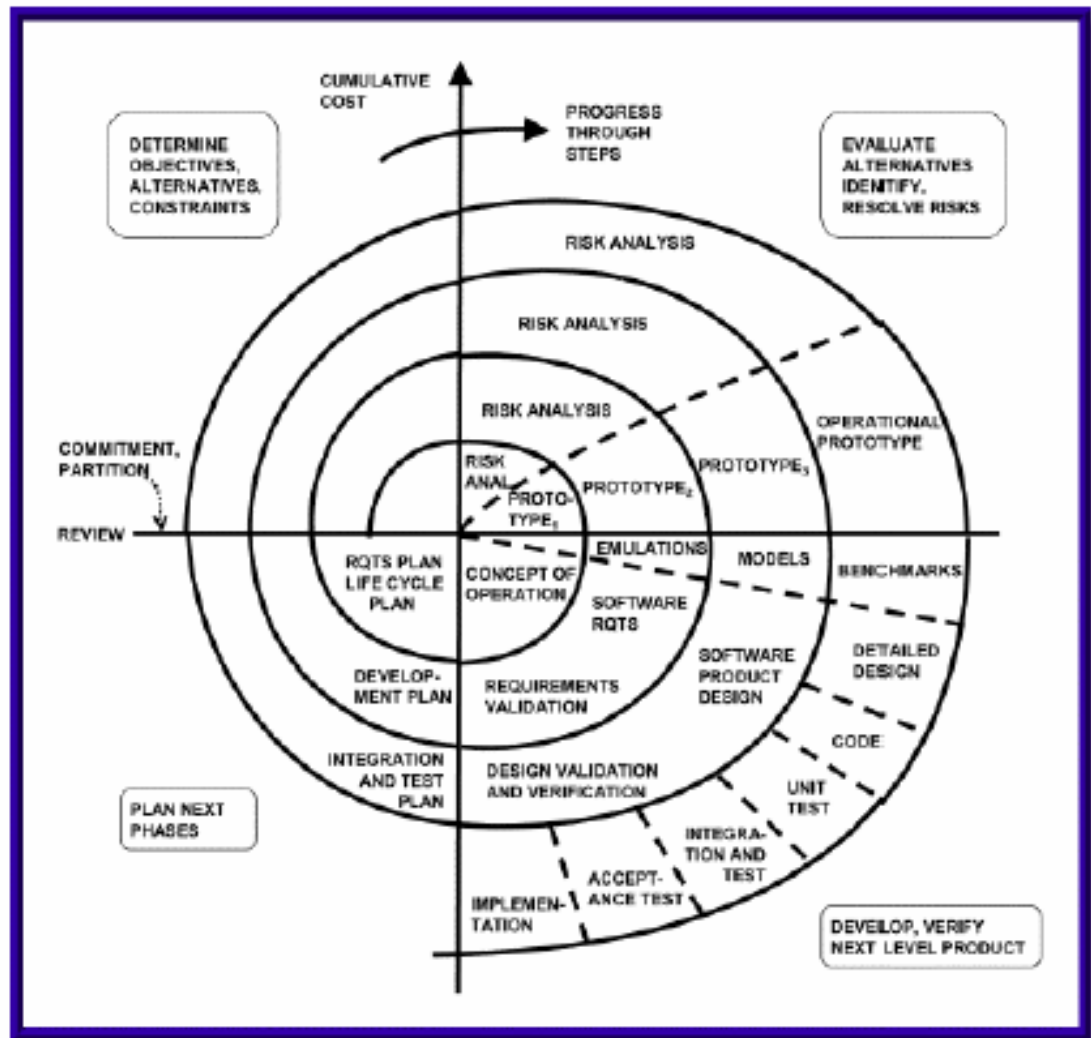 CUMULATIVE
COST
PROGRESS
THROUGH
STEPS
DETERMINE
OBJECTIVES,
ALTERNATIVES,
CONSTRAINTS
EVALUATE
ALTERNATIVES
IDENTIFY,
RESOLVE RISKS
RISK ANALYSIS
RISK ANALYSIS
RISK ANALYSIS
RISK
ANAL.
COMMITMENT,
PARTITION
REVIEW
PROTO-
TYPE₁
PROTOTYPE₂
PROTOTYPE₃
OPERATIONAL
PROTOTYPE
RQTS PLAN
LIFE CYCLE
PLAN
CONCEPT OF
OPERATION
EMULATIONS
MODELS
BENCHMARKS
SOFTWARE
RQTS
SOFTWARE
PRODUCT
DESIGN
DETAILED
DESIGN
DEVELOP-
MENT PLAN
REQUIREMENTS
VALIDATION
CODE
UNIT
TEST
INTEGRATION
AND TEST
PLAN
DESIGN VALIDATION
AND VERIFICATION
INTEGRA-
TION AND
TEST
ACCEPT-
ANCE TEST
IMPLEMEN-
TATION
PLAN NEXT
PHASES
DEVELOP, VERIFY
NEXT LEVEL PRODUCT